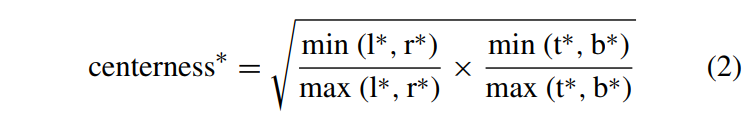 centerness* = √( min (l*, r*) / max (l*, r*) × min (t*, b*) / max (t*, b*) ) (2)